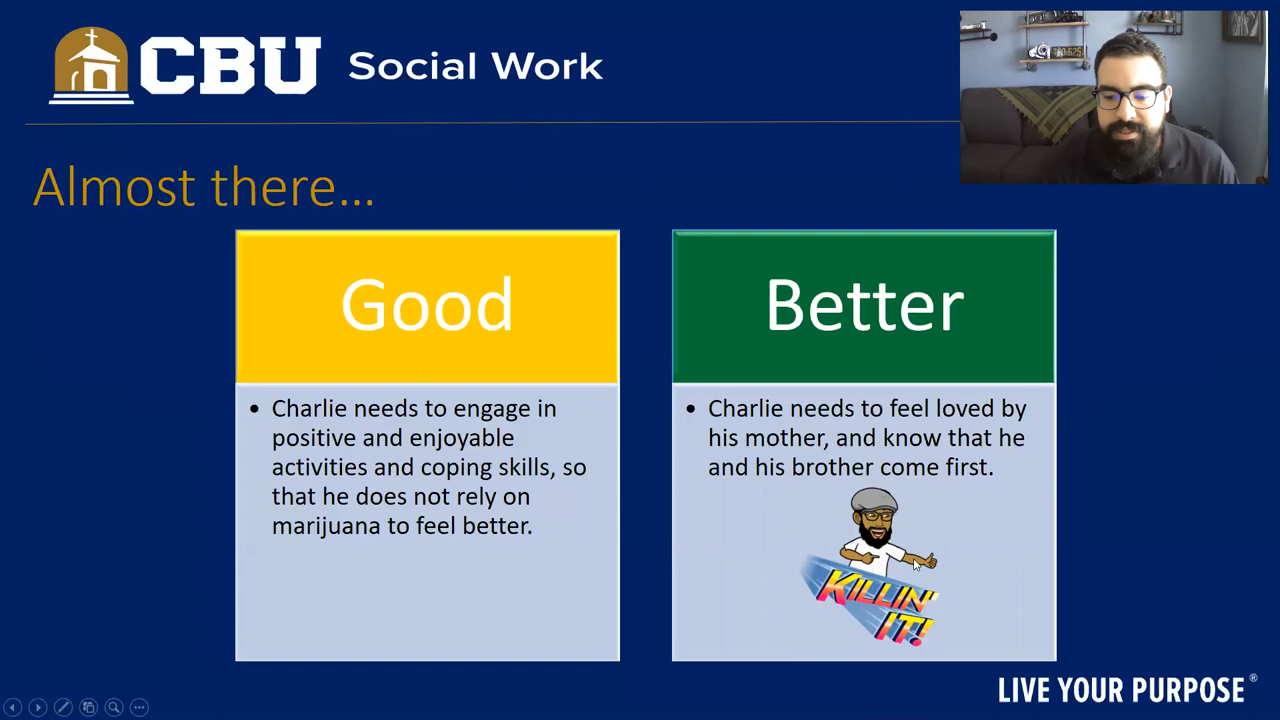 CBU Social Work
Almost there...
Good
Charlie needs to engage in
positive and enjoyable
activities and coping skills, so
that he does not rely on
marijuana to feel better.
Better
Charlie needs to feel loved by
his mother, and know that he
and his brother come first.
KILLIN'
IT!
LIVE YOUR PURPOSE®